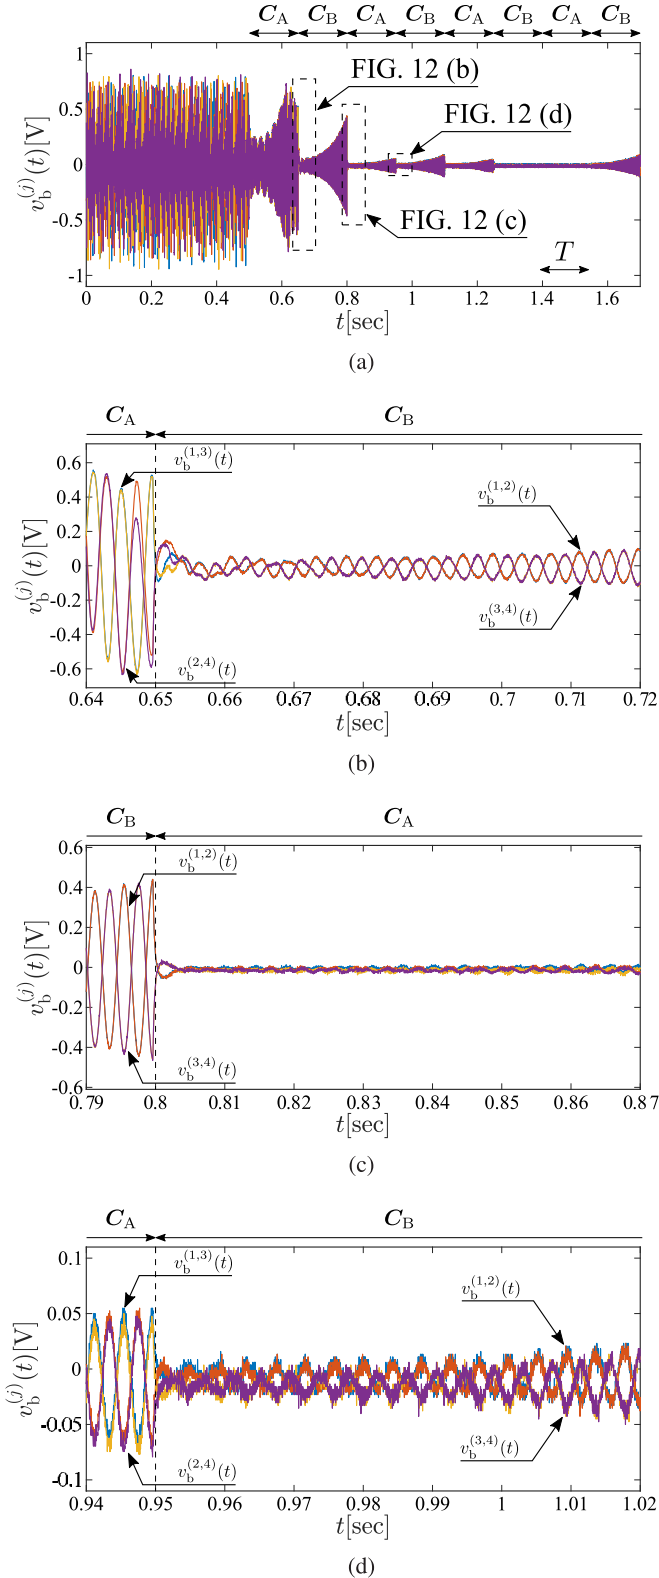 C_A C_B C_A C_B C_A C_B C_A C_B
1
FIG. 12 (b)
0.5
FIG. 12 (d)
v_b^(j)(t)[V]
0
-0.5
FIG. 12 (c)
T
-1
0 0.2 0.4 0.6 0.8 1 1.2 1.4 1.6
t[sec]
(a)
C_A C_B
0.6
v_b^(1,3)(t)
0.4
v_b^(1,2)(t)
0.2
v_b^(j)(t)[V]
0
-0.2
v_b^(3,4)(t)
-0.4
-0.6
v_b^(2,4)(t)
0.64 0.65 0.66 0.67 0.68 0.69 0.7 0.71 0.72
t[sec]
(b)
C_B C_A
0.6
v_b^(1,2)(t)
0.4
0.2
v_b^(j)(t)[V]
0
-0.2
-0.4
v_b^(3,4)(t)
-0.6
0.79 0.8 0.81 0.82 0.83 0.84 0.85 0.86 0.87
t[sec]
(c)
C_A C_B
0.1
v_b^(1,3)(t)
v_b^(1,2)(t)
0.05
v_b^(j)(t)[V]
0
-0.05
v_b^(2,4)(t)
v_b^(3,4)(t)
-0.1
0.94 0.95 0.96 0.97 0.98 0.99 1 1.01 1.02
t[sec]
(d)